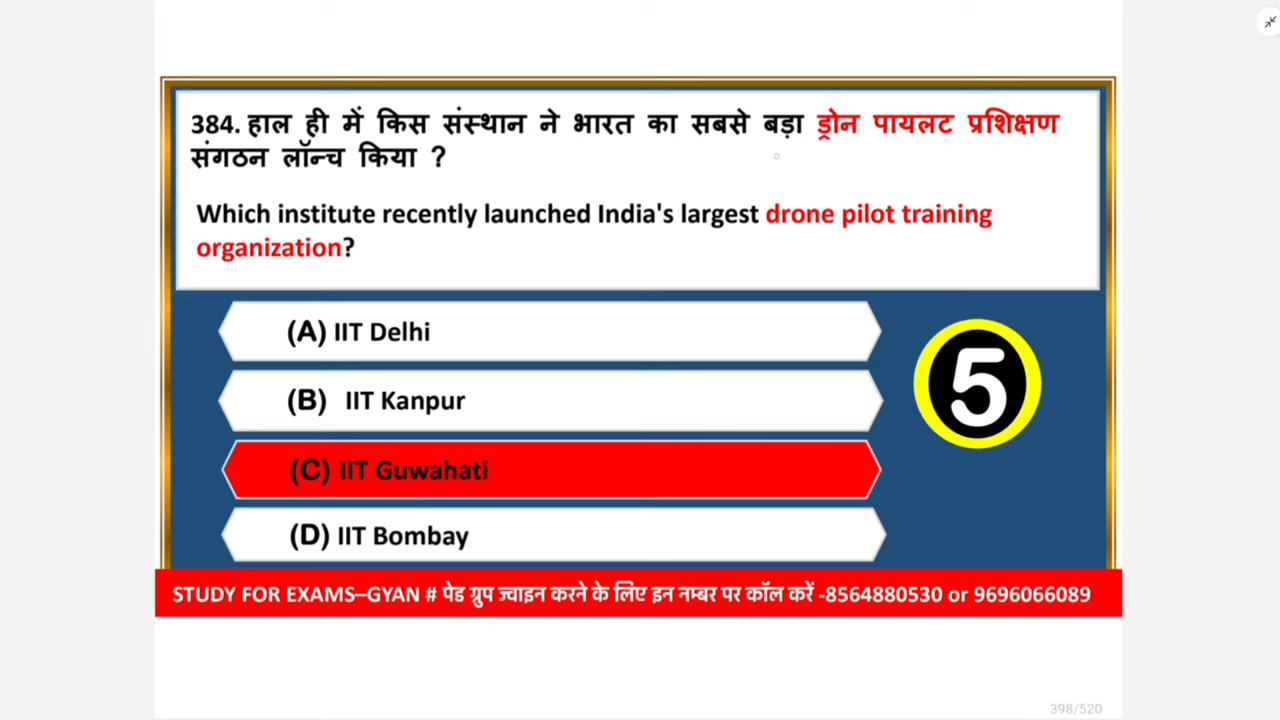 384. हाल ही में किस संस्थान ने भारत का सबसे बड़ा ड्रोन पायलट प्रशिक्षण
संगठन लॉन्च किया ?
Which institute recently launched India's largest drone pilot training
organization?
(A) IIT Delhi
(B) IIT Kanpur
(C) IIT Guwahati
(D) IIT Bombay
5
STUDY FOR EXAMS–GYAN # पेड ग्रुप ज्वाइन करने के लिए इन नम्बर पर कॉल करें -8564880530 or 9696066089
398/520